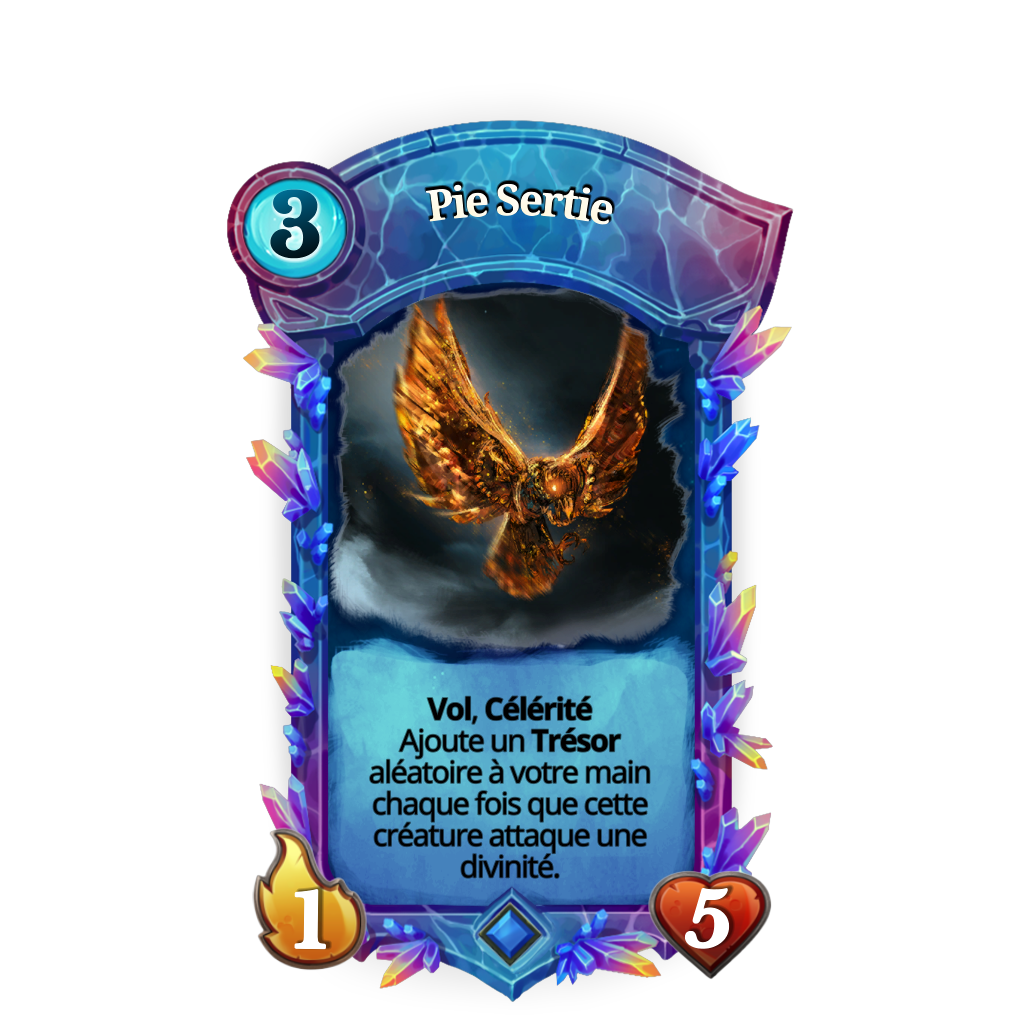 3
Pie Sertie
Vol, Célérité
Ajoute un Trésor
aléatoire à votre main
chaque fois que cette
créature attaque une
divinité.
1
5